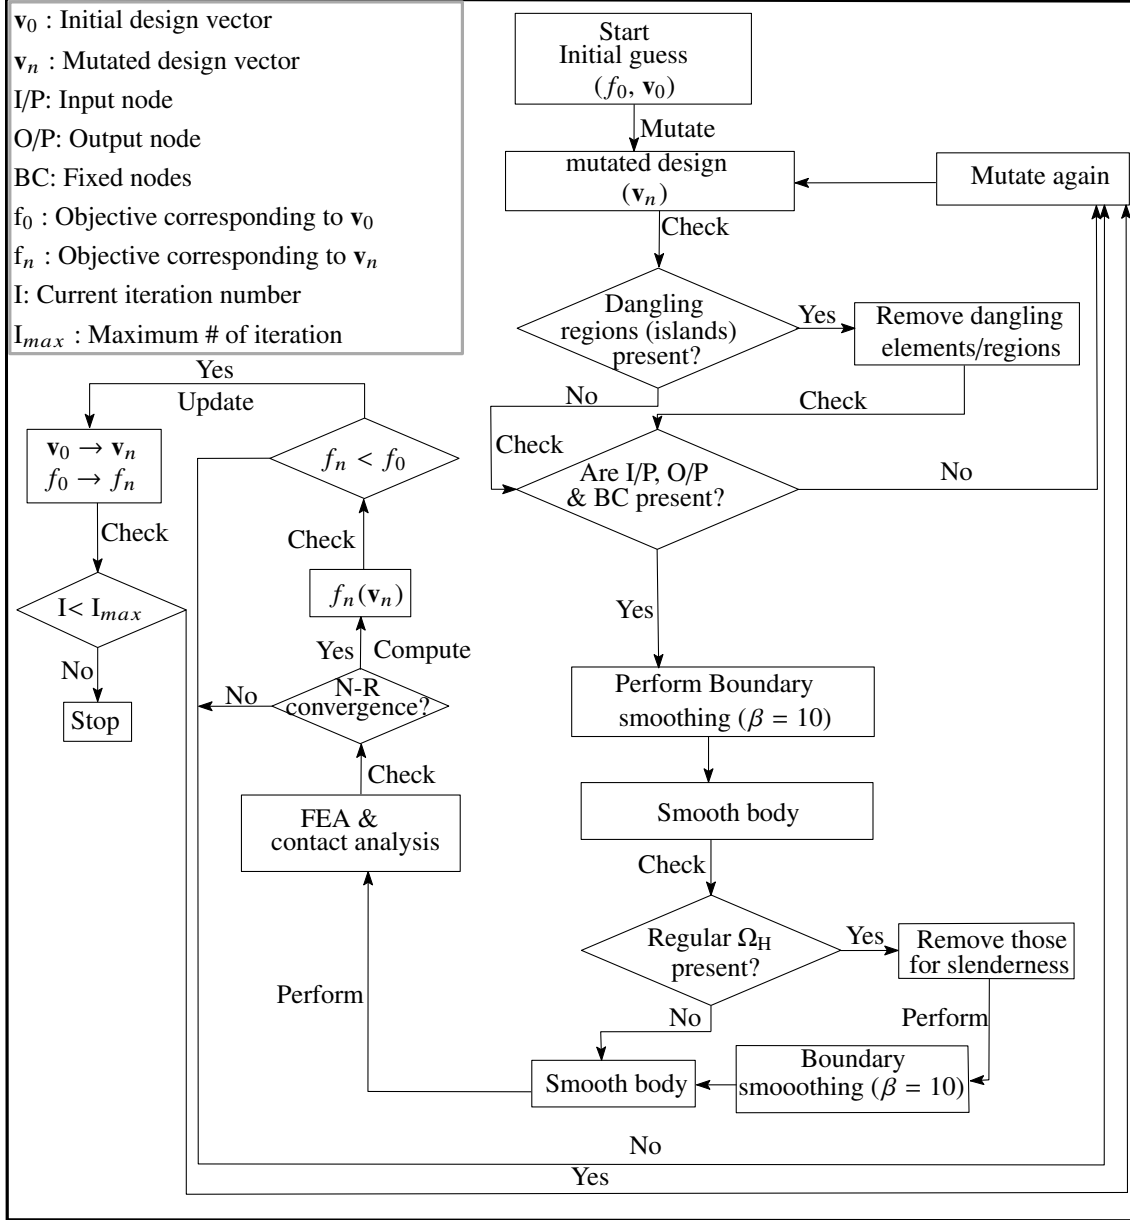 v₀ : Initial design vector
vₙ : Mutated design vector
I/P: Input node
O/P: Output node
BC: Fixed nodes
f₀ : Objective corresponding to v₀
fₙ : Objective corresponding to vₙ
I: Current iteration number
Iₘₐₓ : Maximum # of iteration
Start
Initial guess
(f₀, v₀)
Mutate
mutated design
(vₙ)
Mutate again
Check
Dangling
regions (islands)
present?
Yes
Remove dangling
elements/regions
No
Check
Check
Are I/P, O/P
& BC present?
No
Yes
Perform Boundary
smoothing (β = 10)
Smooth body
Check
Regular Ω_H
present?
Yes
Remove those
for slenderness
No
Perform
Boundary
smooothing (β = 10)
Smooth body
Perform
FEA &
contact analysis
Check
N-R
convergence?
No
Yes
Compute
fₙ(vₙ)
Check
fₙ < f₀
Yes
Update
v₀ → vₙ
f₀ → fₙ
Check
I< Iₘₐₓ
No
Stop
No
Yes